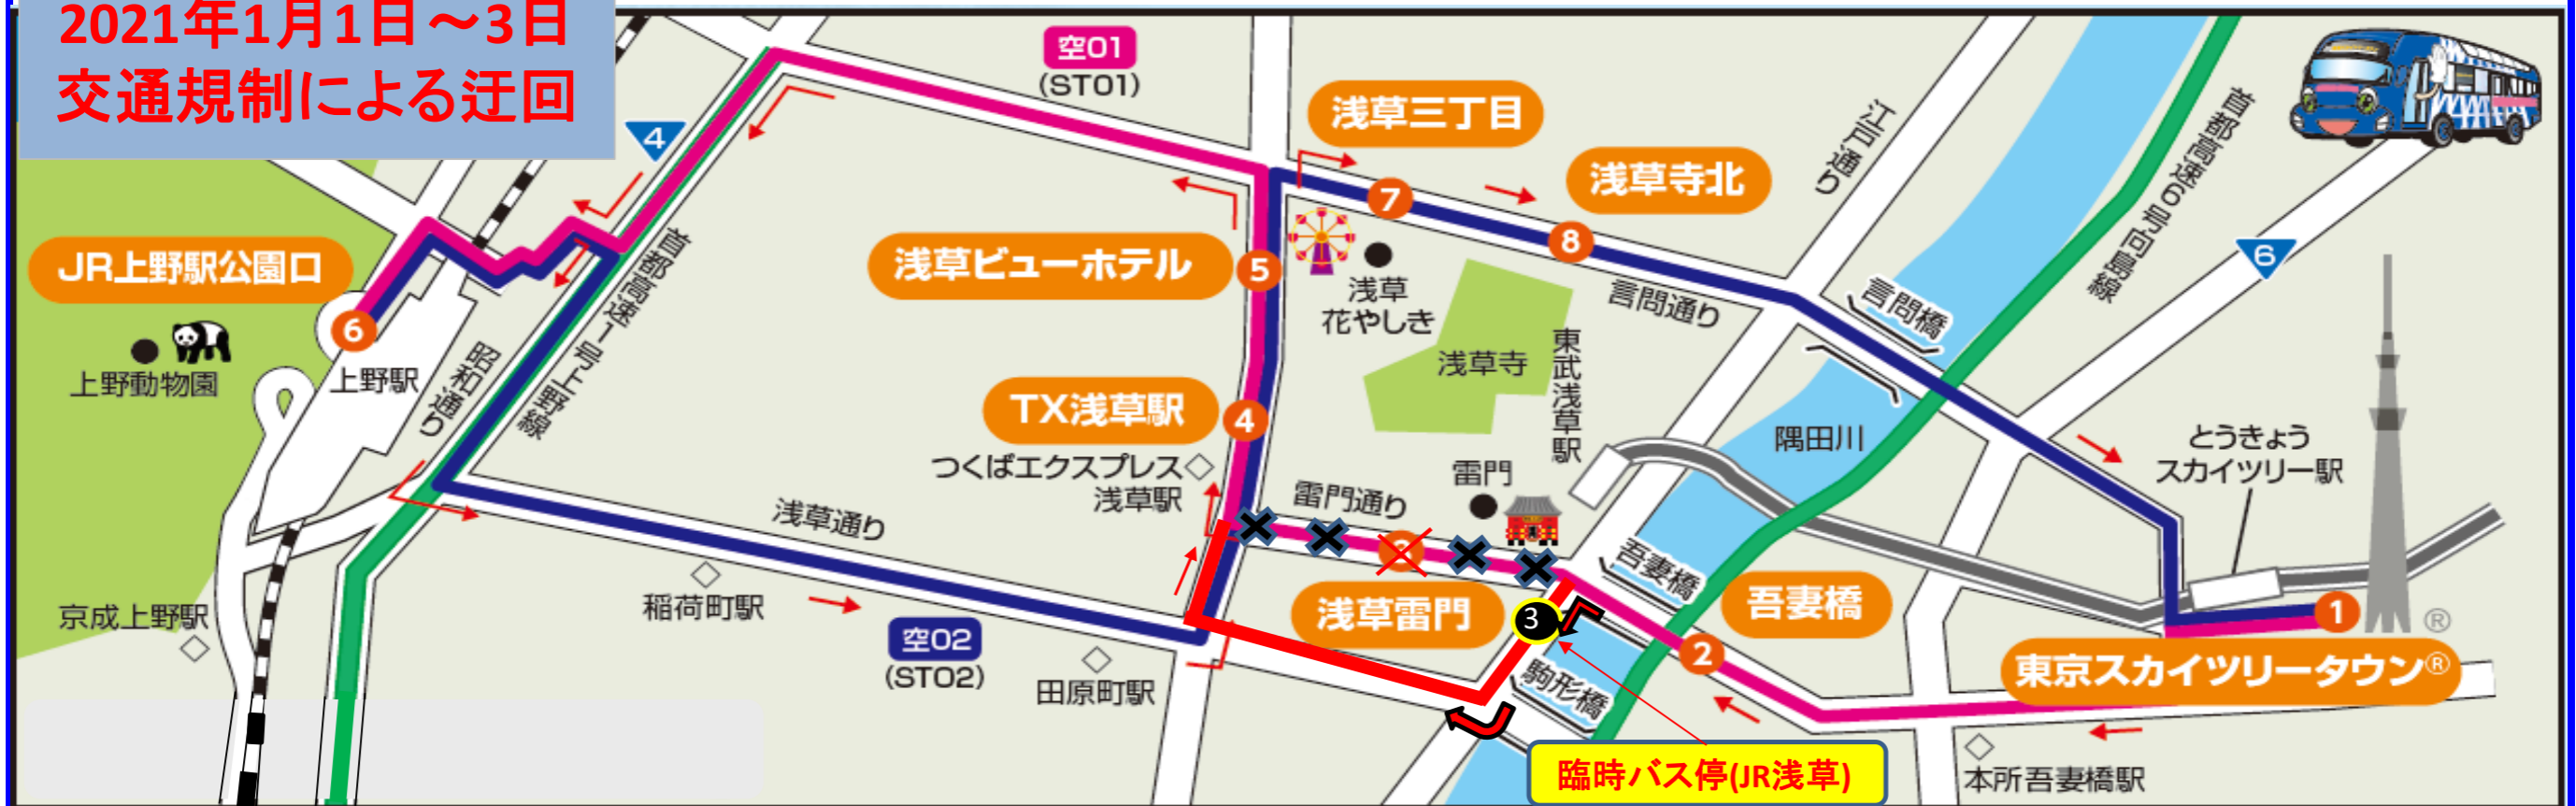 2021年1月1日～3日
交通規制による迂回
空01
(ST01)
4
浅草三丁目
浅草寺北
江戸通り
首都高速6号向島線
6
JR上野駅公園口
6
上野動物園
上野駅
昭和通り
首都高速1号上野線
浅草ビューホテル
5
7
8
浅草
花やしき
言問通り
言問橋
浅草寺
東武浅草駅
隅田川
とうきょう
スカイツリー駅
TX浅草駅
4
つくばエクスプレス
浅草駅
雷門通り
雷門
浅草通り
稲荷町駅
京成上野駅
空02
(ST02)
田原町駅
浅草雷門
3
吾妻橋
吾妻橋
2
駒形橋
1
®
東京スカイツリータウン®
臨時バス停(JR浅草)
本所吾妻橋駅